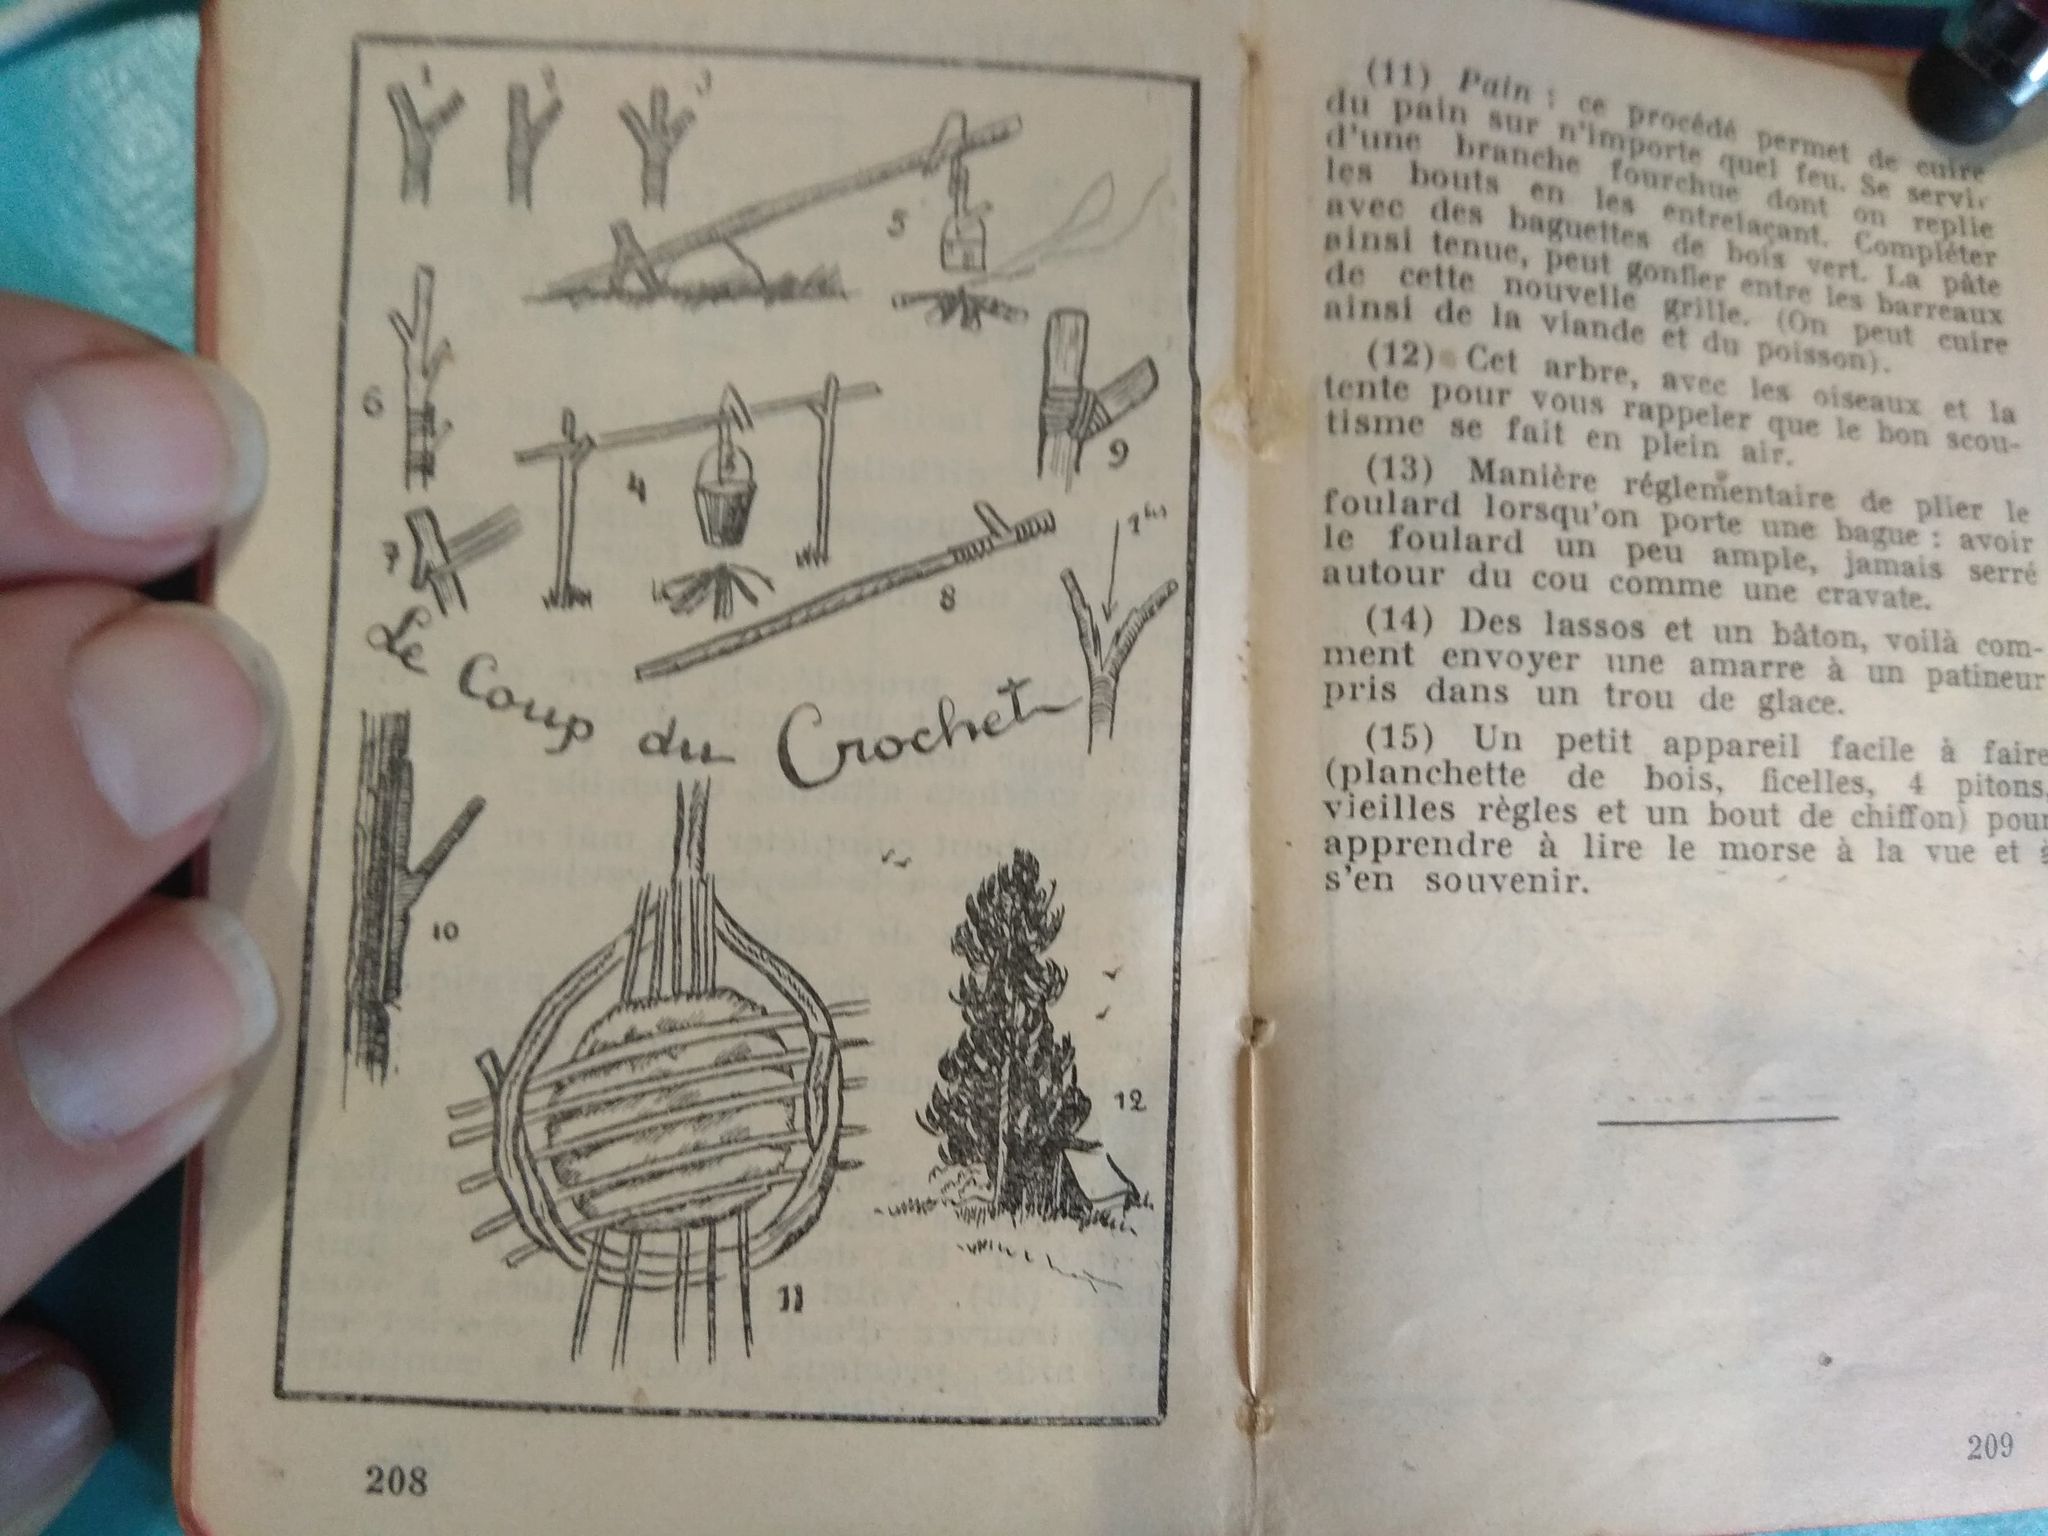 1 2 3
5
6
4
9
7
8
1 bis
Le Coup du Crochet
10
12
11
208
(11) Pain : ce procédé permet de cuire
du pain sur n'importe quel feu. Se servir
d'une branche fourchue dont on replie
les bouts en les entrelaçant. Compléter
avec des baguettes de bois vert. La pâte
ainsi tenue, peut gonfler entre les barreaux
de cette nouvelle grille. (On peut cuire
ainsi de la viande et du poisson).
(12) Cet arbre, avec les oiseaux et la
tente pour vous rappeler que le bon scou-
tisme se fait en plein air.
(13) Manière réglementaire de plier le
foulard lorsqu'on porte une bague : avoir
le foulard un peu ample, jamais serré
autour du cou comme une cravate.
(14) Des lassos et un bâton, voilà com-
ment envoyer une amarre à un patineur
pris dans un trou de glace.
(15) Un petit appareil facile à faire
(planchette de bois, ficelles, 4 pitons,
vieilles règles et un bout de chiffon) pour
apprendre à lire le morse à la vue et à
s'en souvenir.
209